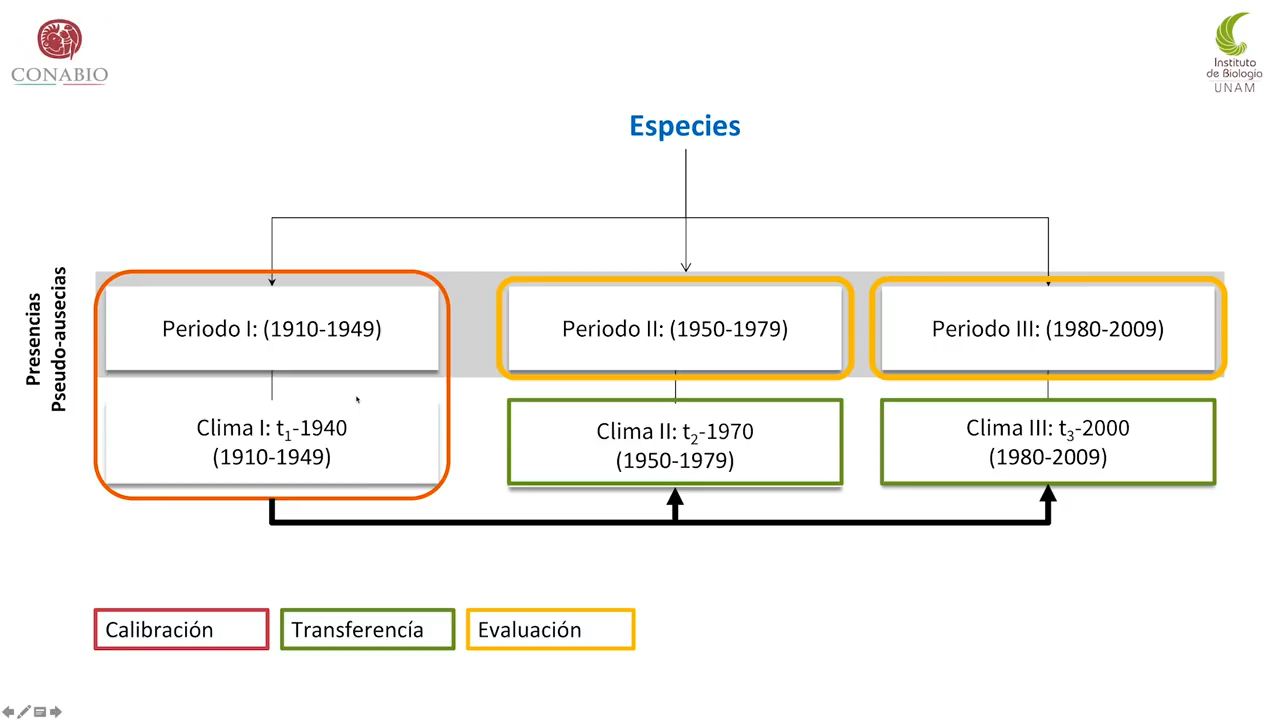 CONABIO
Instituto
de Biología
UNAM
Especies
Presencias
Pseudo-ausecias
Periodo I: (1910-1949)
Periodo II: (1950-1979)
Periodo III: (1980-2009)
Clima I: t1-1940
(1910-1949)
Clima II: t2-1970
(1950-1979)
Clima III: t3-2000
(1980-2009)
Calibración
Transferencía
Evaluación